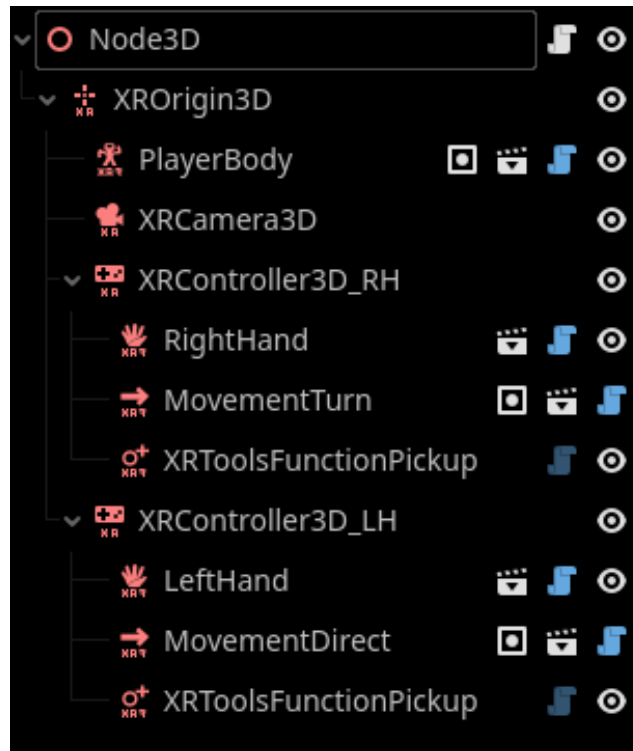 Node3D
XROrigin3D
PlayerBody
XRCamera3D
XRController3D_RH
RightHand
MovementTurn
XRToolsFunctionPickup
XRController3D_LH
LeftHand
MovementDirect
XRToolsFunctionPickup